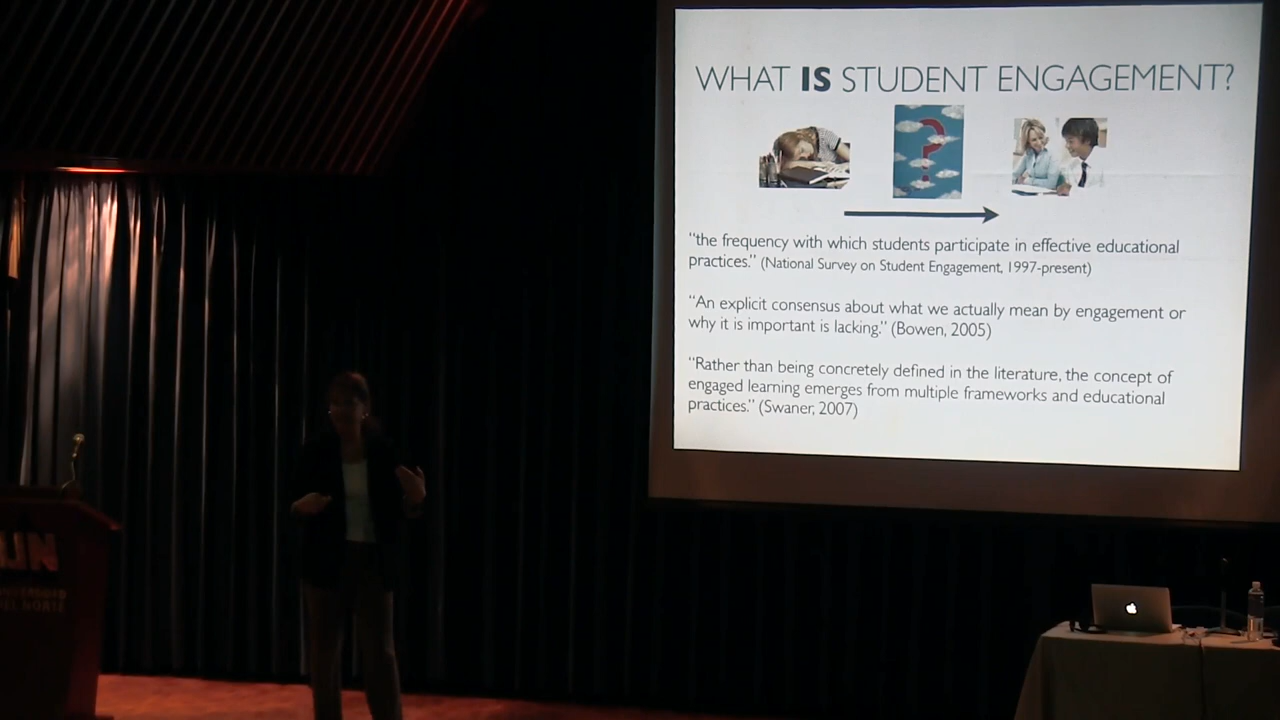 WHAT IS STUDENT ENGAGEMENT?
?
“the frequency with which students participate in effective educational
practices.” (National Survey on Student Engagement, 1997-present)
“An explicit consensus about what we actually mean by engagement or
why it is important is lacking.” (Bowen, 2005)
“Rather than being concretely defined in the literature, the concept of
engaged learning emerges from multiple frameworks and educational
practices.” (Swaner, 2007)
UN
DEL NORTE